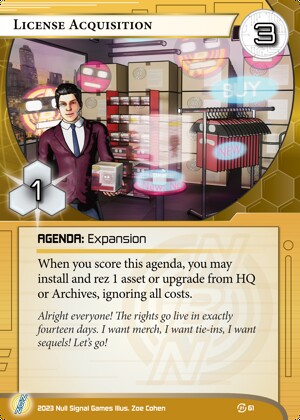 License Acquisition
3
BUY
1
AGENDA: Expansion
When you score this agenda, you may
install and rez 1 asset or upgrade from HQ
or Archives, ignoring all costs.
Alright everyone! The rights go live in exactly
fourteen days. I want merch, I want tie-ins, I want
sequels! Let's go!
2023 Null Signal Games Illus. Zoe Cohen
61